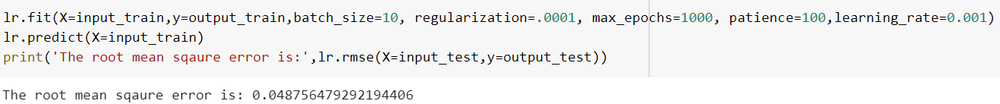 lr.fit(X=input_train,y=output_train,batch_size=10, regularization=.0001, max_epochs=1000, patience=100,learning_rate=0.001)
lr.predict(X=input_train)
print('The root mean sqaure error is:',lr.rmse(X=input_test,y=output_test))
The root mean sqaure error is: 0.048756479292194406